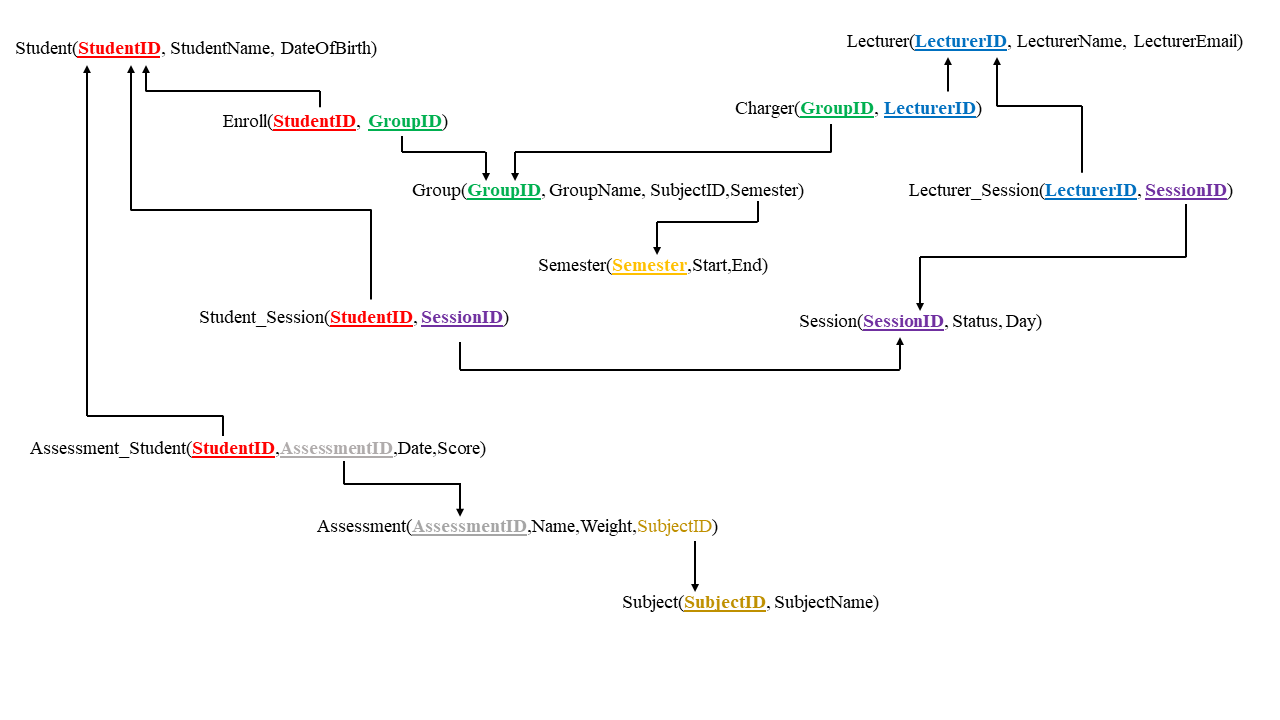 Student(StudentID, StudentName, DateOfBirth)
Lecturer(LecturerID, LecturerName, LecturerEmail)
Enroll(StudentID, GroupID)
Charger(GroupID, LecturerID)
Group(GroupID, GroupName, SubjectID,Semester)
Lecturer_Session(LecturerID, SessionID)
Semester(Semester,Start,End)
Student_Session(StudentID, SessionID)
Session(SessionID, Status, Day)
Assessment_Student(StudentID,AssessmentID,Date,Score)
Assessment(AssessmentID,Name,Weight,SubjectID)
Subject(SubjectID, SubjectName)